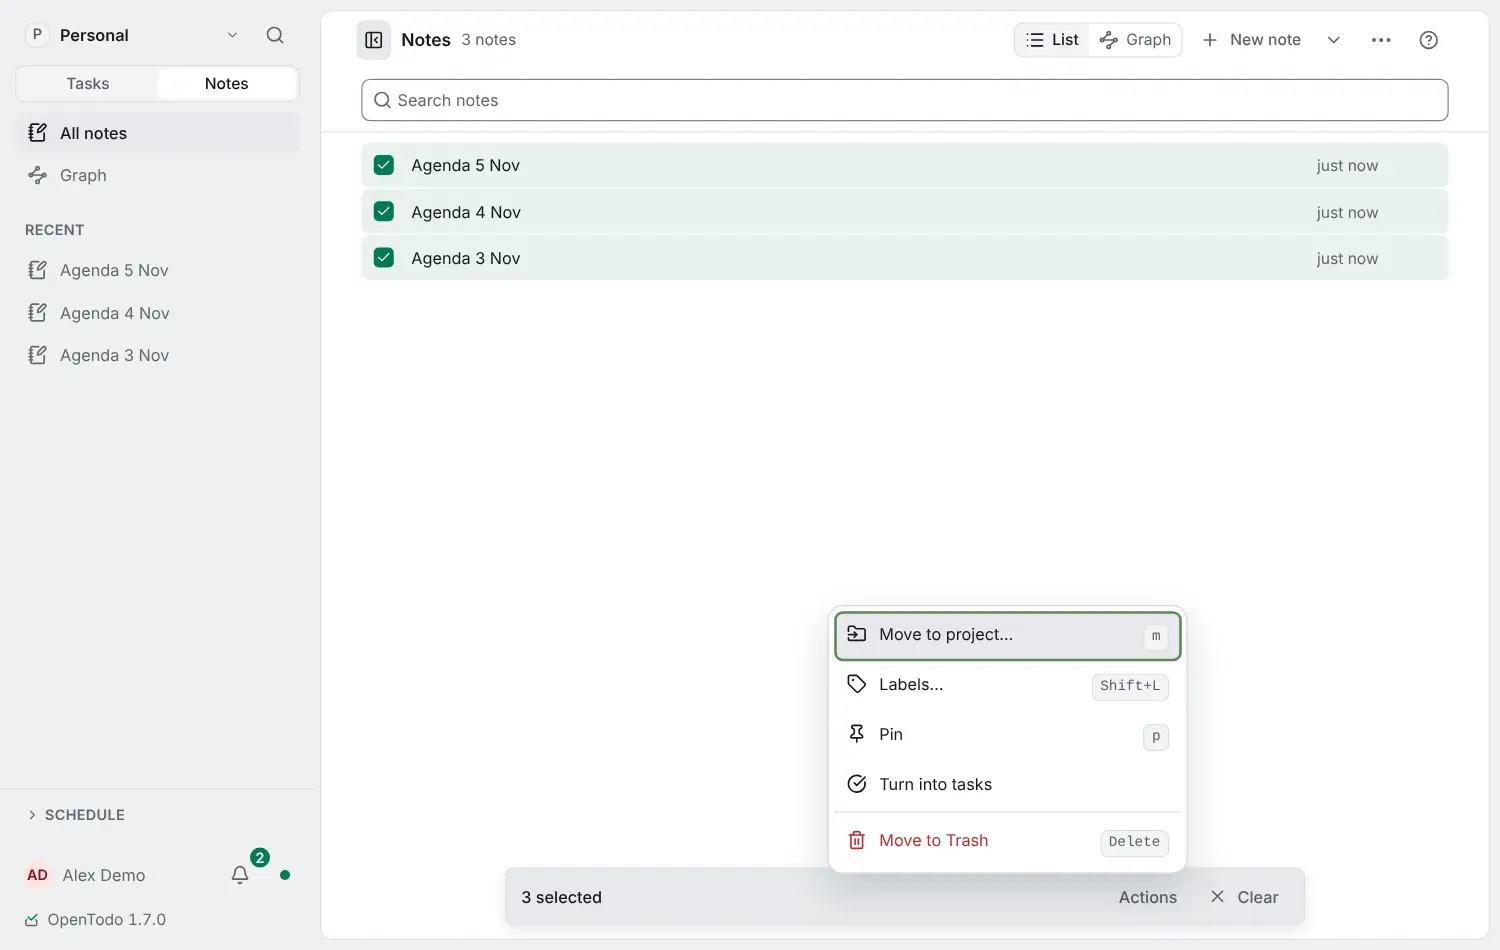 P Personal
Tasks Notes
All notes
Graph
RECENT
Agenda 5 Nov
Agenda 4 Nov
Agenda 3 Nov
SCHEDULE
AD Alex Demo 2
OpenTodo 1.7.0
Notes 3 notes
List Graph New note
Search notes
Agenda 5 Nov just now
Agenda 4 Nov just now
Agenda 3 Nov just now
Move to project... m
Labels... Shift+L
Pin p
Turn into tasks
Move to Trash Delete
3 selected Actions Clear